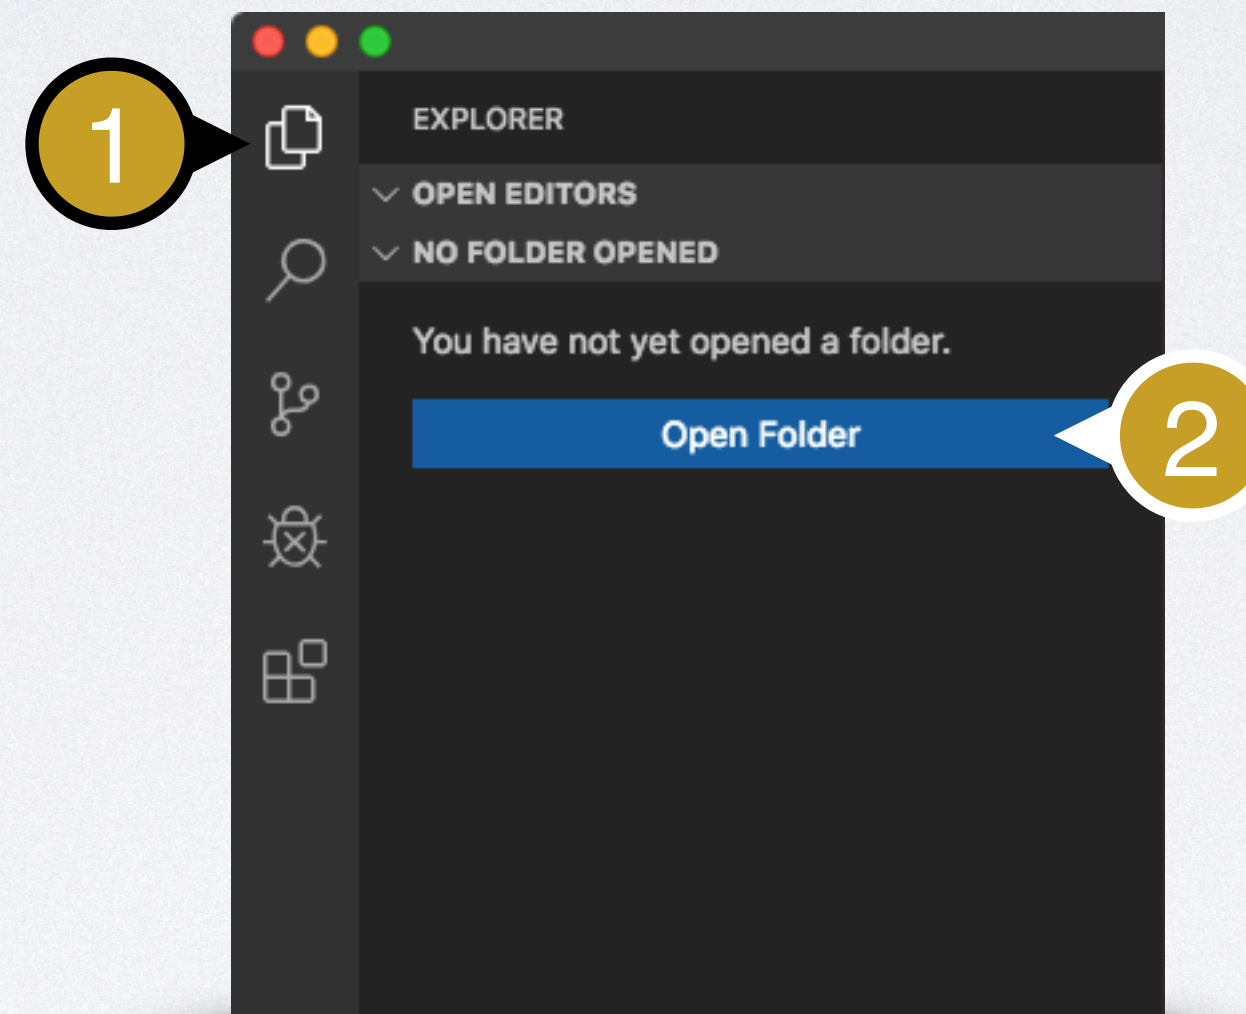 1
EXPLORER
OPEN EDITORS
NO FOLDER OPENED
You have not yet opened a folder.
Open Folder
2